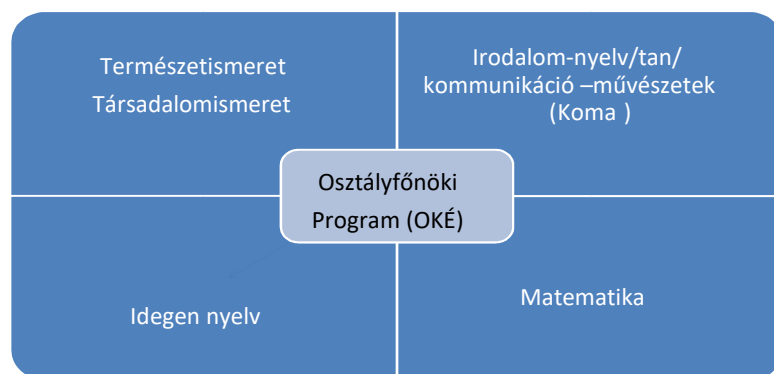 Természetismeret
Társadalomismeret
Irodalom-nyelv/tan/
kommunikáció –művészetek
(Koma )
Osztályfőnöki
Program (OKÉ)
Idegen nyelv
Matematika